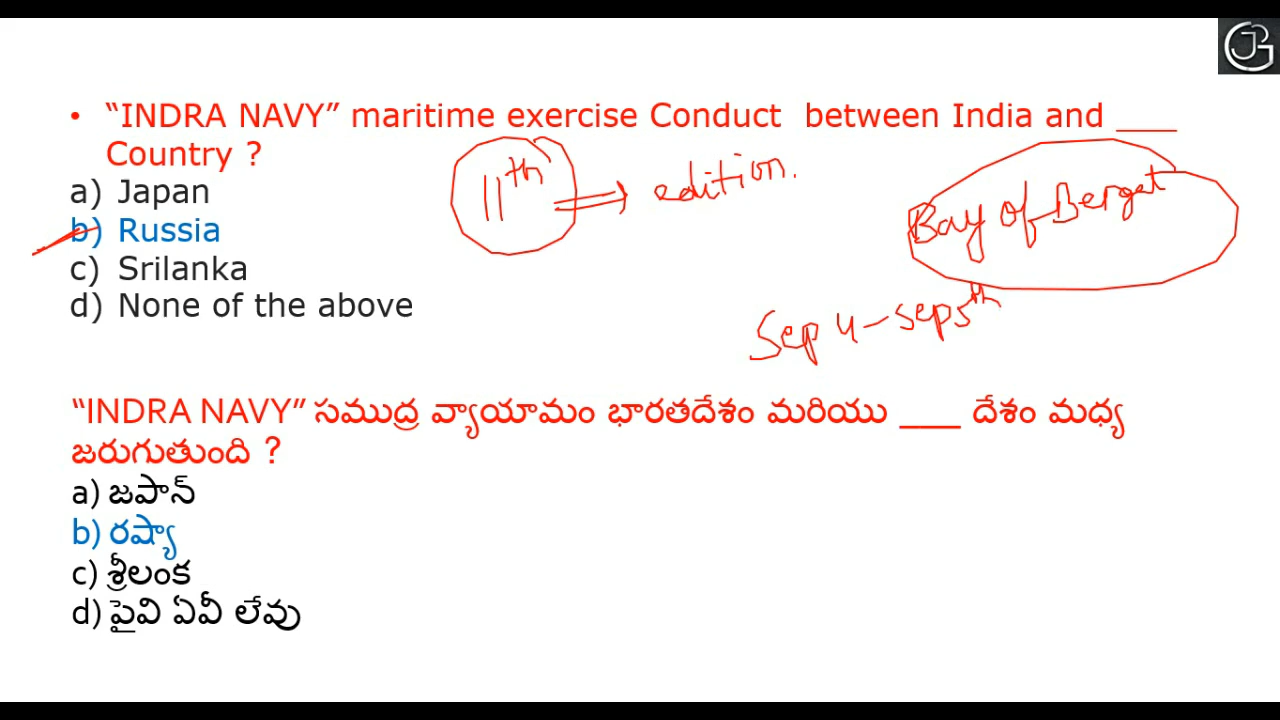 • “INDRA NAVY” maritime exercise Conduct between India and ___
Country ?
a) Japan
b) Russia
c) Srilanka
d) None of the above
11th ⇒ edition.
Bay of Bengal
Sep 4 – sep 5th
“INDRA NAVY” సముద్ర వ్యాయామం భారతదేశం మరియు ___ దేశం మధ్య
జరుగుతుంది ?
a) జపాన్
b) రష్యా
c) శ్రీలంక
d) పైవి ఏవీ లేవు